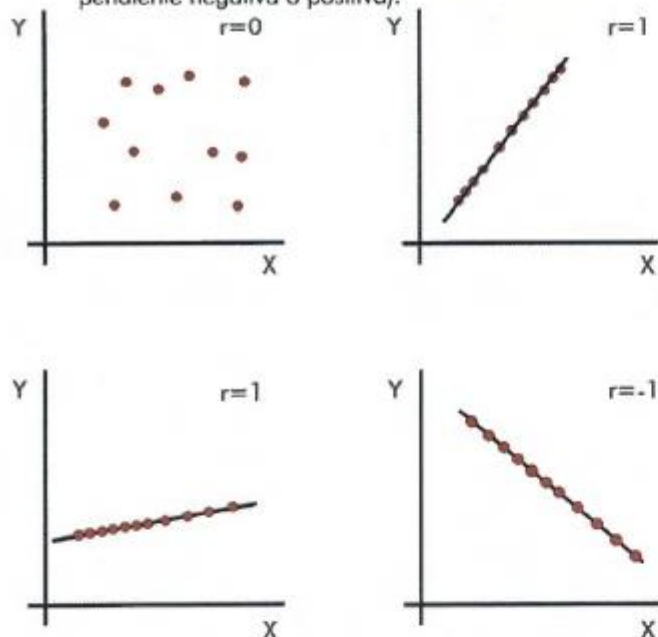 pendiente negativa o positiva).
Y r=0
X
Y r=1
X
Y r=1
X
Y r=-1
X